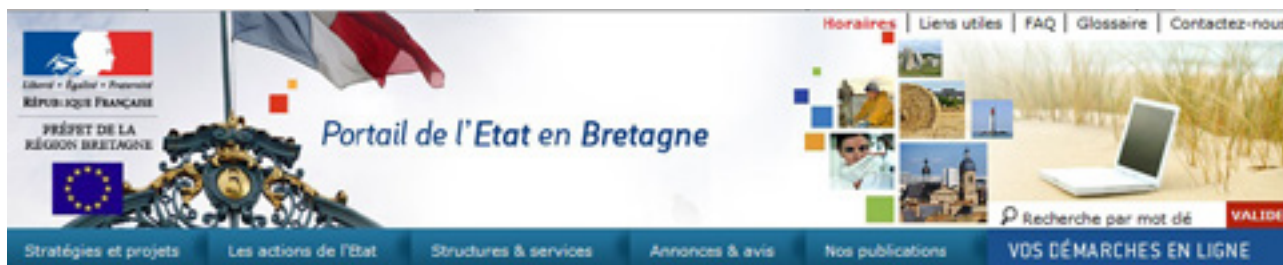 Horaires | Liens utiles | FAQ | Glossaire | Contactez-nous
Liberté • Égalité • Fraternité
RÉPUBLIQUE FRANÇAISE
PRÉFET DE LA
RÉGION BRETAGNE
Portail de l'Etat en Bretagne
Recherche par mot clé VALIDE
Stratégies et projets Les actions de l'Etat Structures & services Annonces & avis Nos publications VOS DÉMARCHES EN LIGNE